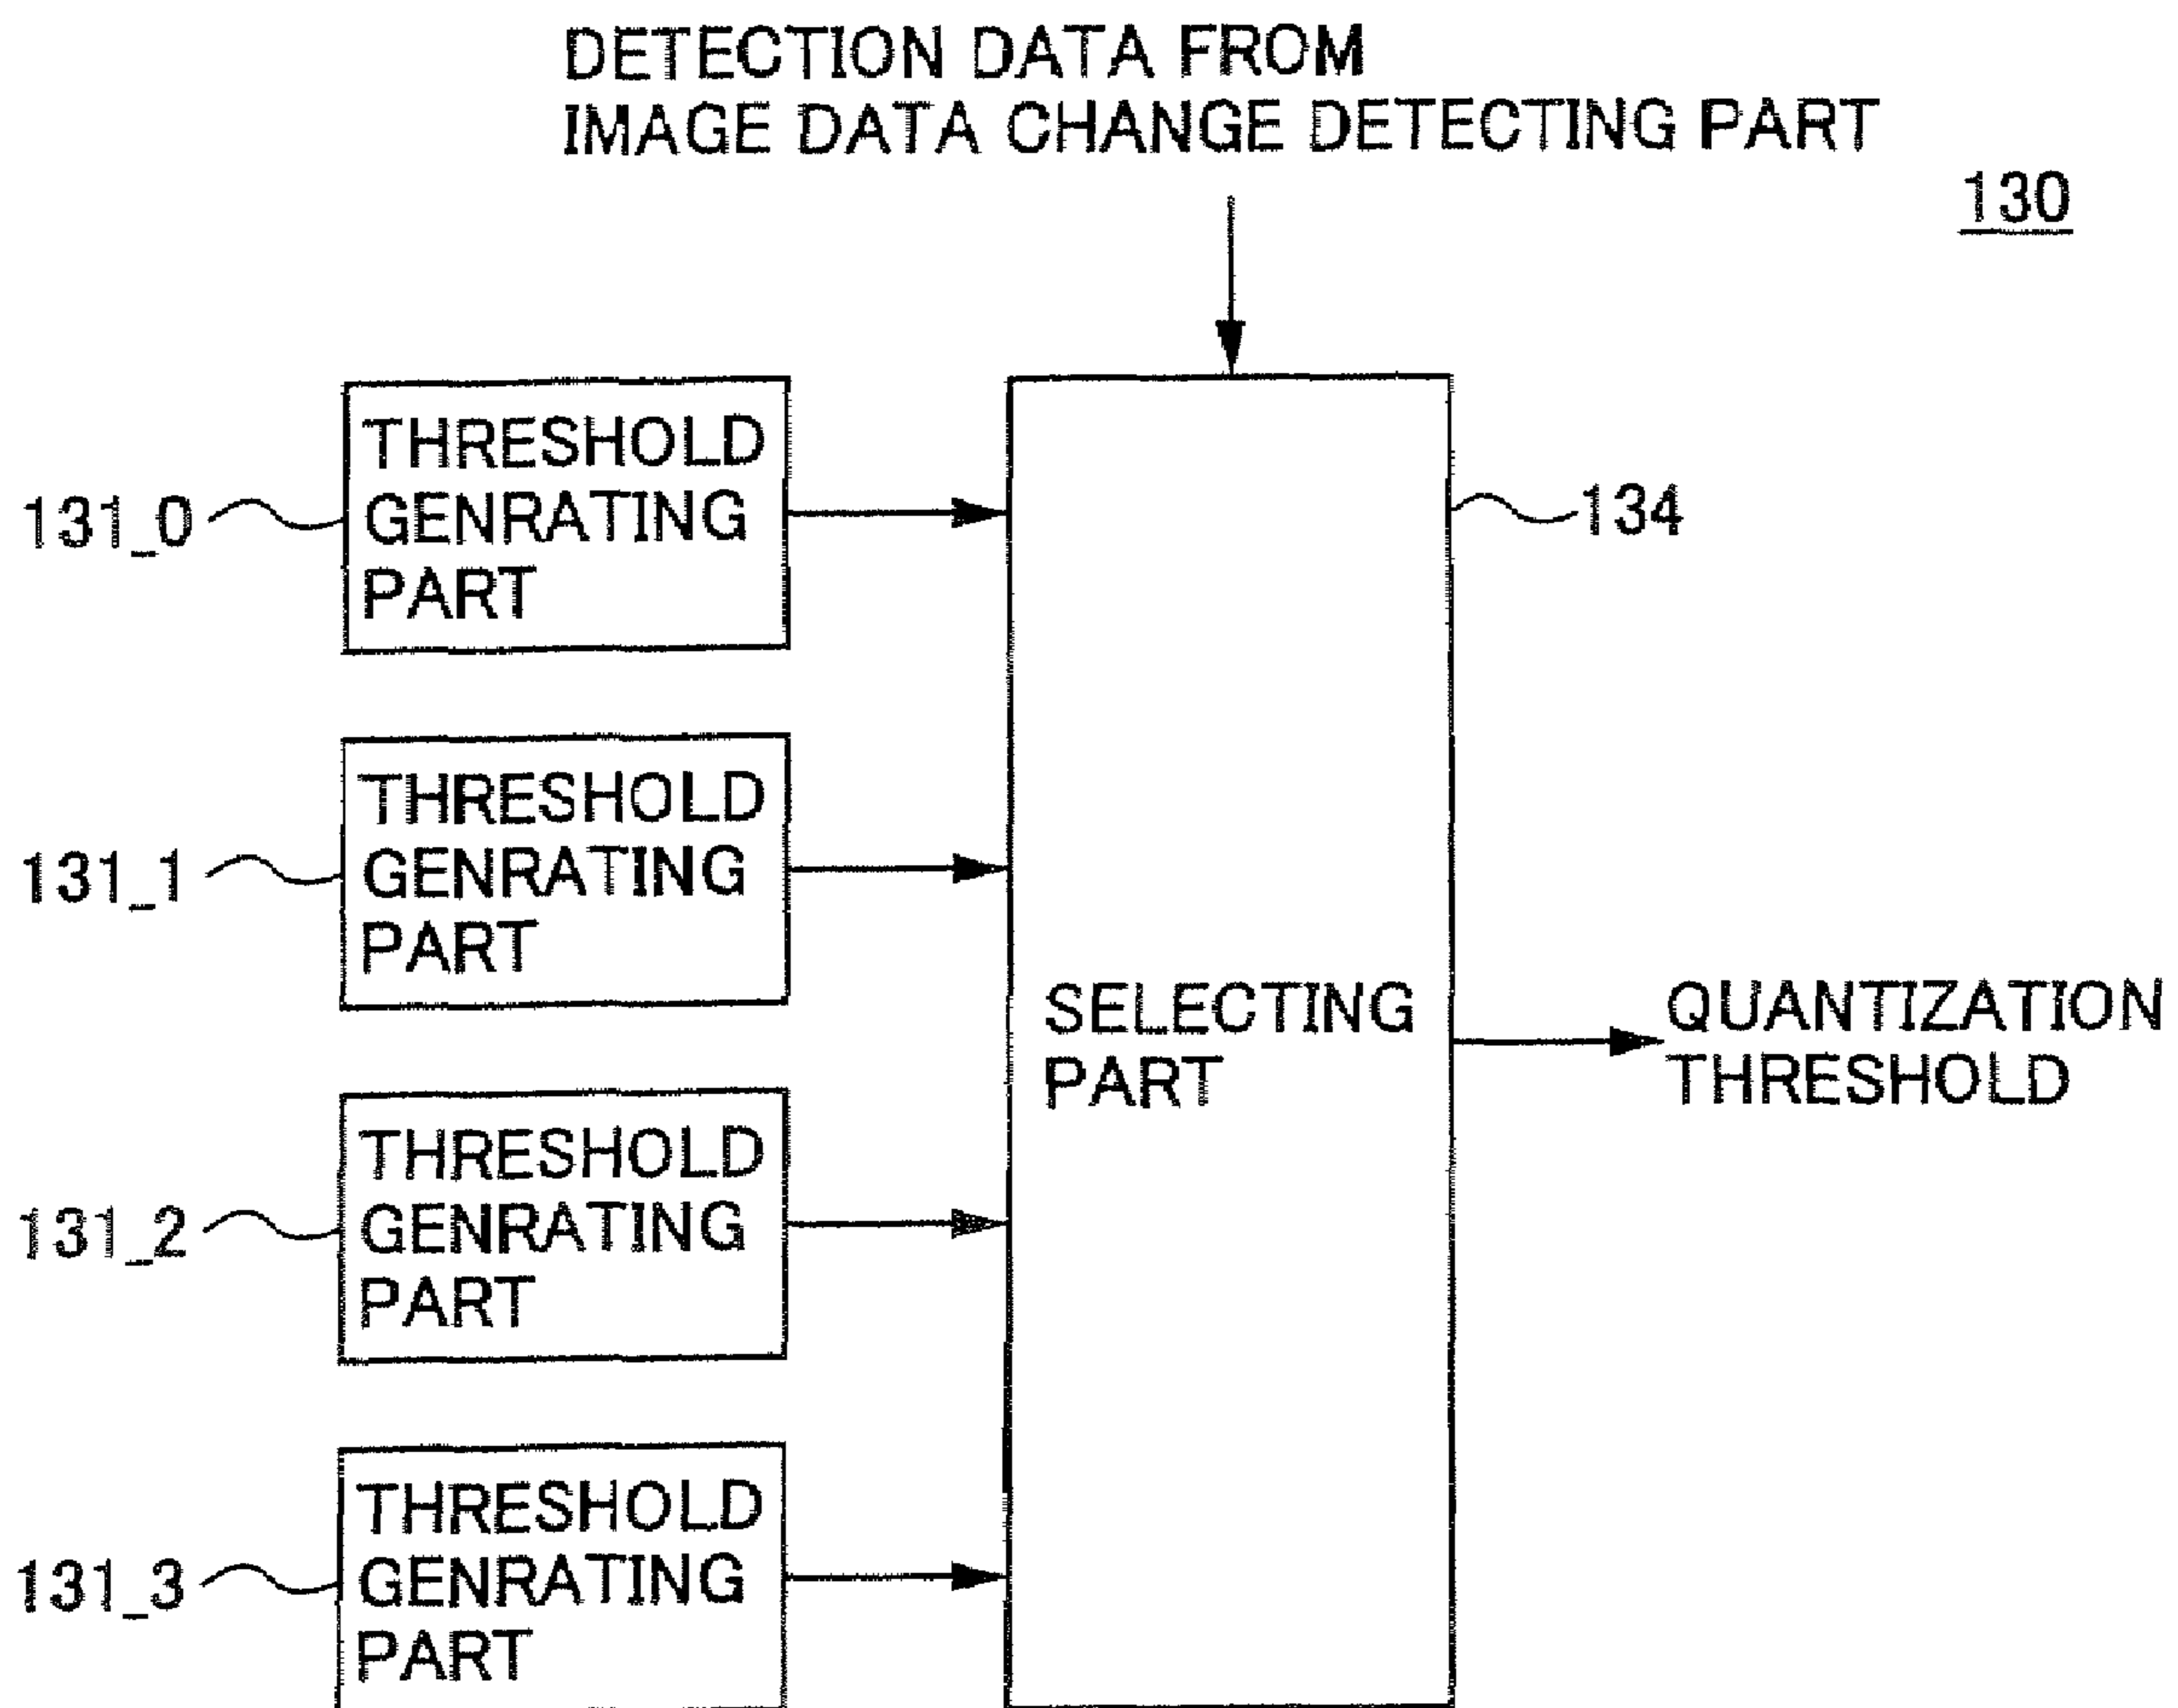 DETECTION DATA FROM
IMAGE DATA CHANGE DETECTING PART
130
THRESHOLD
GENRATING
PART
131_0
134
THRESHOLD
GENRATING
PART
131_1
SELECTING
PART
QUANTIZATION
THRESHOLD
THRESHOLD
GENRATING
PART
131_2
THRESHOLD
GENRATING
PART
131_3